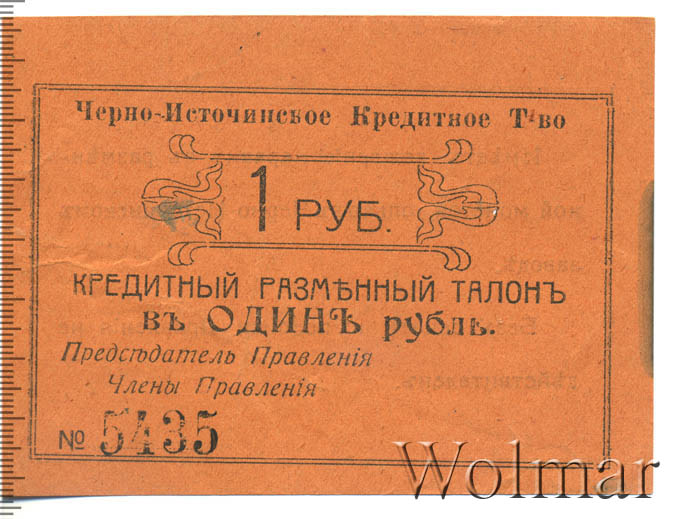 Черно-Источинское Кредитное Т-во
1 РУБ.
КРЕДИТНЫЙ РАЗМѢННЫЙ ТАЛОНЪ
въ ОДИНЪ рубль.
Предсѣдатель Правленія
Члены Правленія
№ 5435
Wolmar